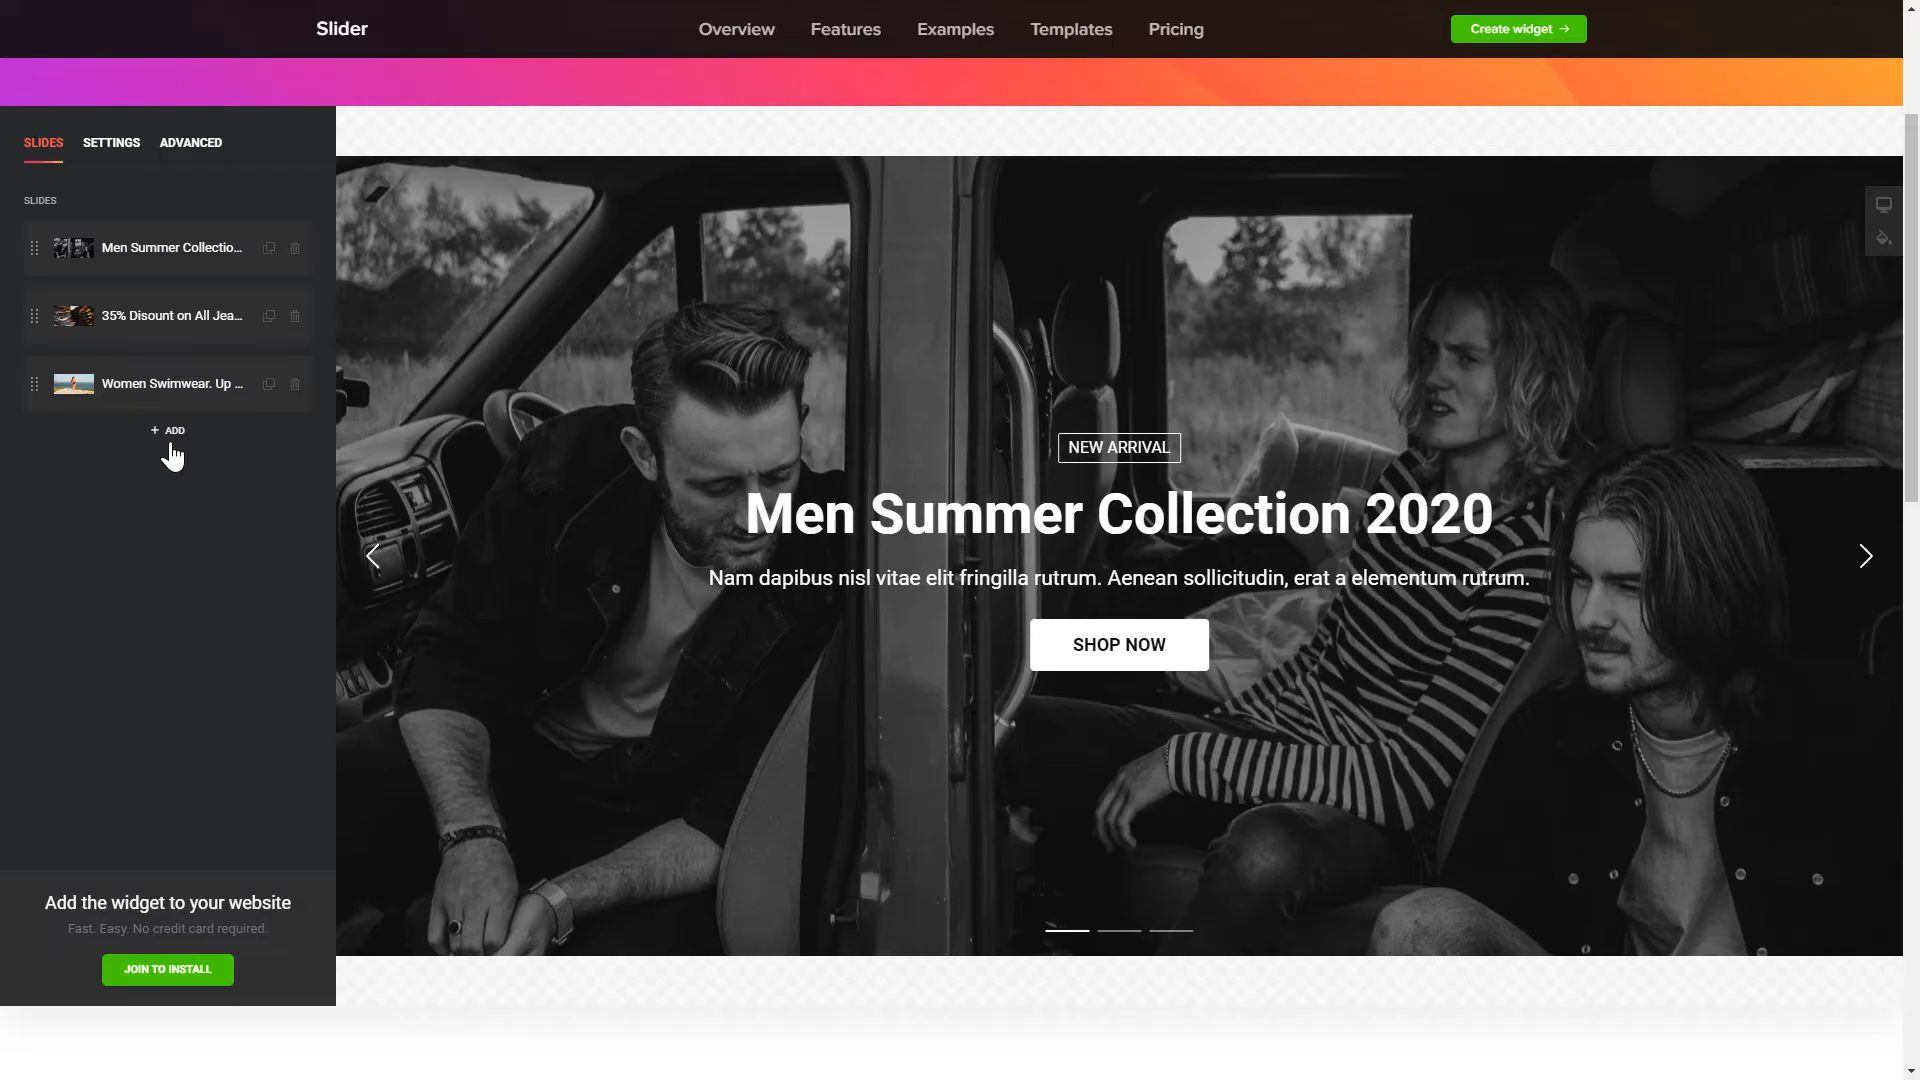 Slider
Overview
Features
Examples
Templates
Pricing
Create widget →
SLIDES
SETTINGS
ADVANCED
SLIDES
Men Summer Collectio...
35% Disount on All Jea...
Women Swimwear. Up ...
+ ADD
NEW ARRIVAL
Men Summer Collection 2020
Nam dapibus nisl vitae elit fringilla rutrum. Aenean sollicitudin, erat a elementum rutrum.
SHOP NOW
Add the widget to your website
Fast. Easy. No credit card required.
JOIN TO INSTALL